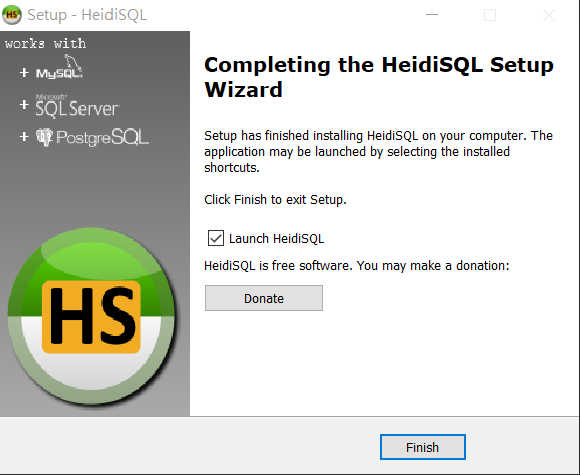 Setup - HeidiSQL
works with
+ MySQL
+ Microsoft SQL Server
+ PostgreSQL
HS
HS
Completing the HeidiSQL Setup
Wizard
Setup has finished installing HeidiSQL on your computer. The
application may be launched by selecting the installed
shortcuts.
Click Finish to exit Setup.
Launch HeidiSQL
HeidiSQL is free software. You may make a donation:
Donate
Finish